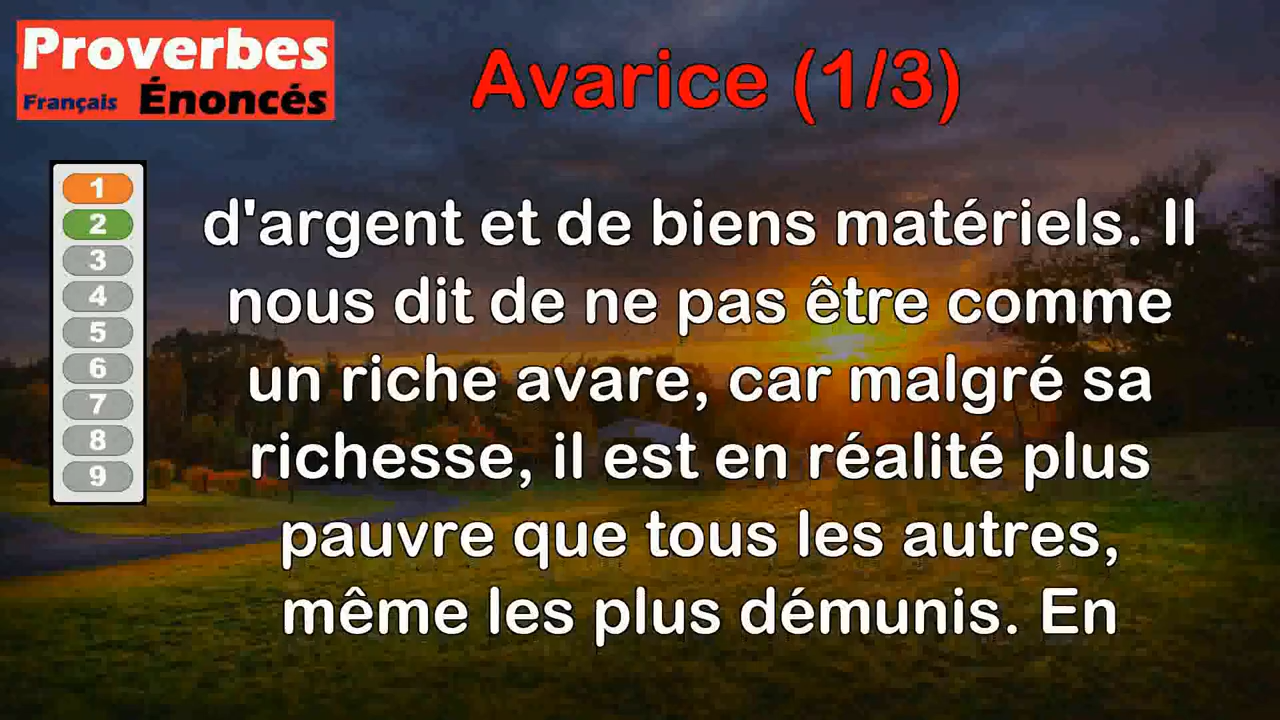 Proverbes
Français Énoncés
Avarice (1/3)
1
2
3
4
5
6
7
8
9
d'argent et de biens matériels. Il
nous dit de ne pas être comme
un riche avare, car malgré sa
richesse, il est en réalité plus
pauvre que tous les autres,
même les plus démunis. En